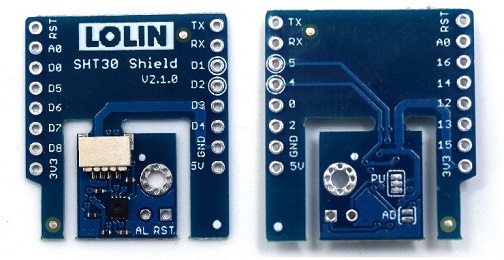 RST
A0
D0
D5
D6
D7
D8
3V3
LOLIN
SHT30 Shield
V2.1.0
TX
RX
D1
D2
D3
D4
GND
5V
AL RST
TX
RX
5
4
0
2
GND
5V
RST
A0
16
14
12
13
15
3V3
PU
AD